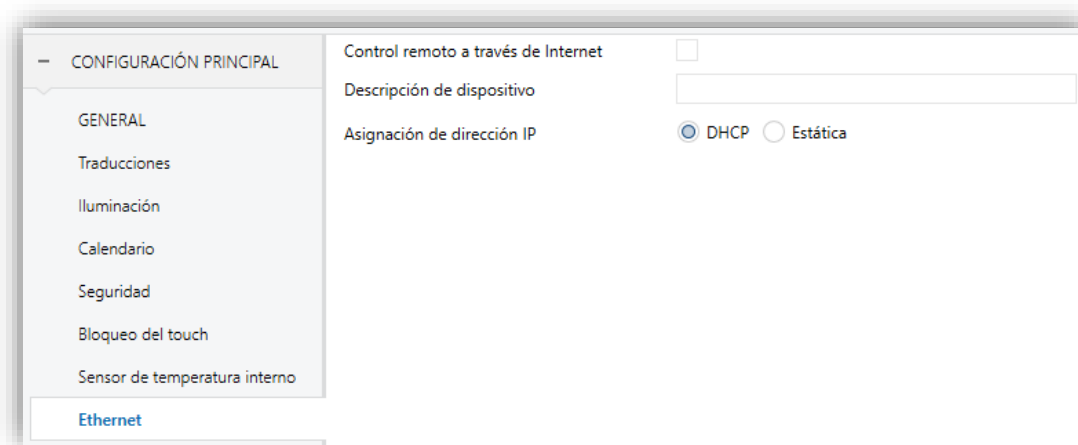 CONFIGURACIÓN PRINCIPAL
GENERAL
Traducciones
Iluminación
Calendario
Seguridad
Bloqueo del touch
Sensor de temperatura interno
Ethernet
Control remoto a través de Internet
Descripción de dispositivo
Asignación de dirección IP DHCP Estática